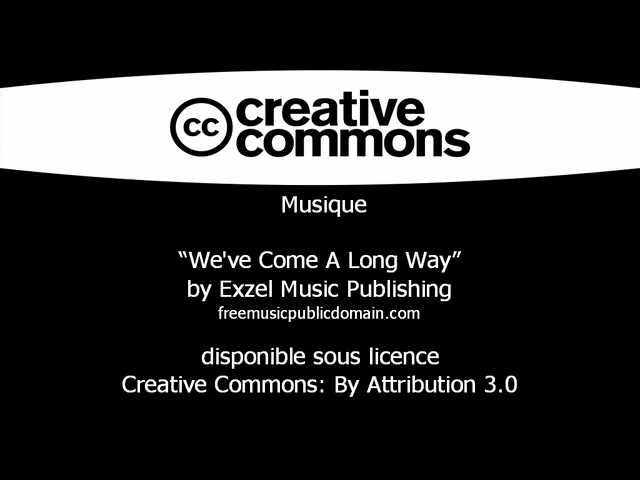 cc creative
commons
Musique
“We've Come A Long Way”
by Exzel Music Publishing
freemusicpublicdomain.com
disponible sous licence
Creative Commons: By Attribution 3.0